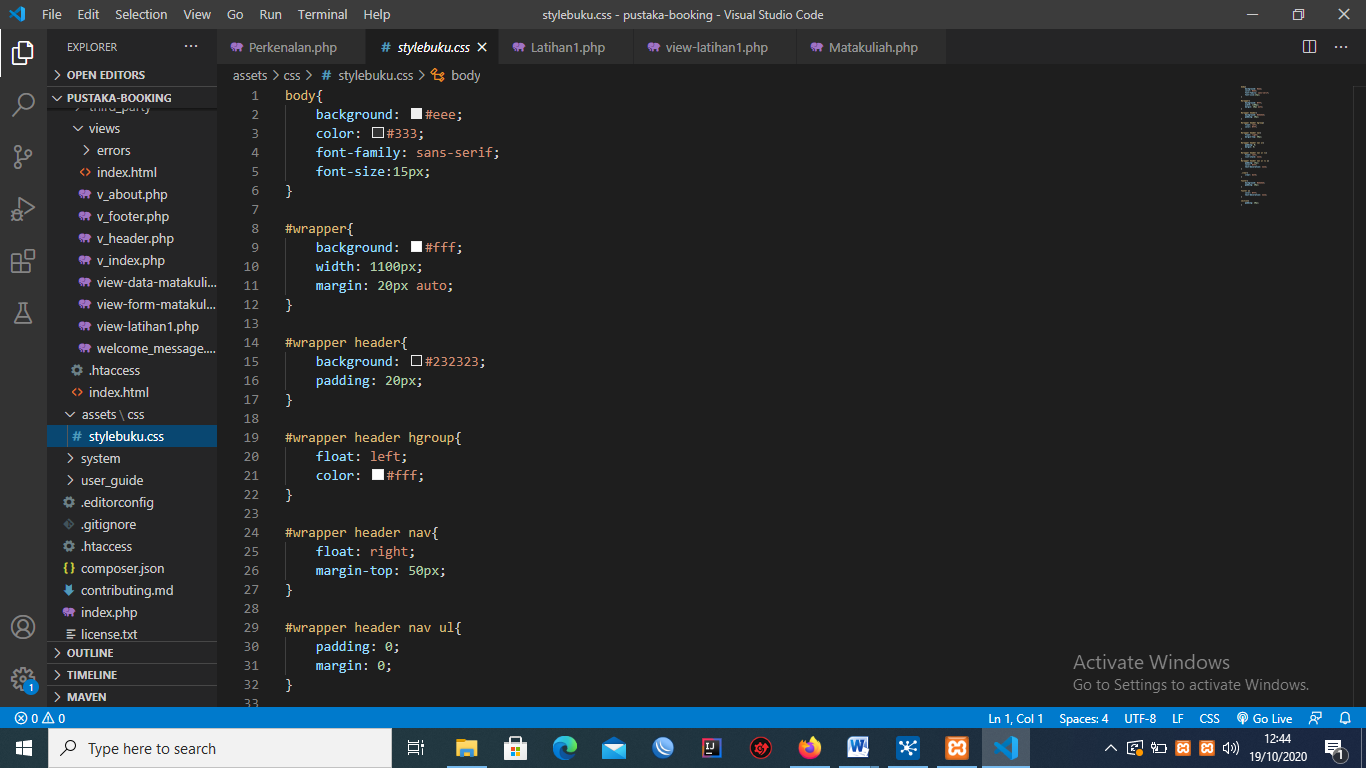 File Edit Selection View Go Run Terminal Help
stylebuku.css - pustaka-booking - Visual Studio Code
EXPLORER
OPEN EDITORS
PUSTAKA-BOOKING
third_party
views
errors
index.html
v_about.php
v_footer.php
v_header.php
v_index.php
view-data-matakuli...
view-form-matakul...
view-latihan1.php
welcome_message....
.htaccess
index.html
assets \ css
stylebuku.css
system
user_guide
.editorconfig
.gitignore
.htaccess
composer.json
contributing.md
index.php
license.txt
OUTLINE
TIMELINE
MAVEN
Perkenalan.php
stylebuku.css
Latihan1.php
view-latihan1.php
Matakuliah.php
assets > css > # stylebuku.css > body
1 body{
2 background: #eee;
3 color: #333;
4 font-family: sans-serif;
5 font-size:15px;
6 }
7
8 #wrapper{
9 background: #fff;
10 width: 1100px;
11 margin: 20px auto;
12 }
13
14 #wrapper header{
15 background: #232323;
16 padding: 20px;
17 }
18
19 #wrapper header hgroup{
20 float: left;
21 color: #fff;
22 }
23
24 #wrapper header nav{
25 float: right;
26 margin-top: 50px;
27 }
28
29 #wrapper header nav ul{
30 padding: 0;
31 margin: 0;
32 }
33
Activate Windows
Go to Settings to activate Windows.
1
0 0
Ln 1, Col 1 Spaces: 4 UTF-8 LF CSS Go Live
Type here to search
12:44
19/10/2020
1